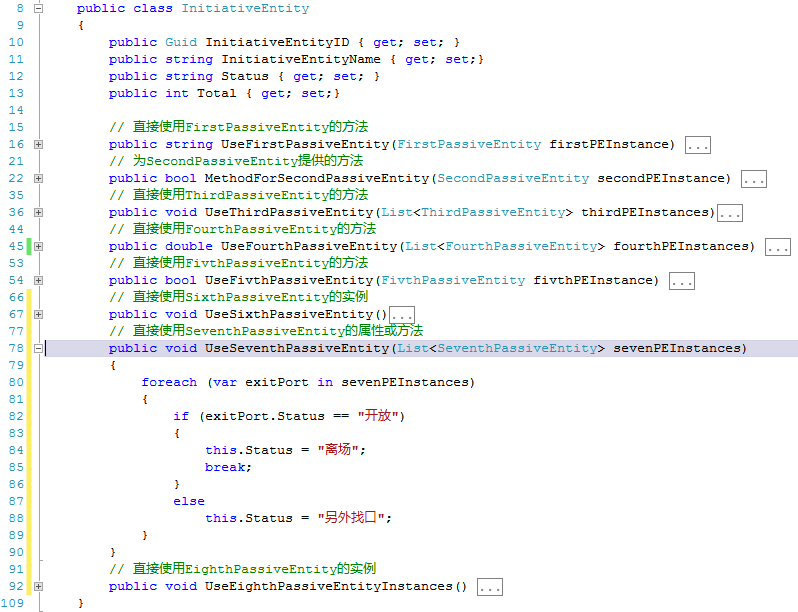 8 public class InitiativeEntity
9 {
10 public Guid InitiativeEntityID { get; set; }
11 public string InitiativeEntityName { get; set;}
12 public string Status { get; set; }
13 public int Total { get; set;}
14
15 // 直接使用FirstPassiveEntity的方法
16 public string UseFirstPassiveEntity(FirstPassiveEntity firstPEInstance) ...
21 // 为SecondPassiveEntity提供的方法
22 public bool MethodForSecondPassiveEntity(SecondPassiveEntity secondPEInstance) ...
35 // 直接使用ThirdPassiveEntity的方法
36 public void UseThirdPassiveEntity(List<ThirdPassiveEntity> thirdPEInstances)...
44 // 直接使用FourthPassiveEntity的方法
45 public double UseFourthPassiveEntity(List<FourthPassiveEntity> fourthPEInstances) ...
53 // 直接使用FivthPassiveEntity的方法
54 public bool UseFivthPassiveEntity(FivthPassiveEntity fivthPEInstance) ...
66 // 直接使用SixthPassiveEntity的实例
67 public void UseSixthPassiveEntity()...
77 // 直接使用SeventhPassiveEntity的属性或方法
78 public void UseSeventhPassiveEntity(List<SeventhPassiveEntity> sevenPEInstances)
79 {
80 foreach (var exitPort in sevenPEInstances)
81 {
82 if (exitPort.Status == "开放")
83 {
84 this.Status = "离场";
85 break;
86 }
87 else
88 this.Status = "另外找口";
89 }
90 }
91 // 直接使用EighthPassiveEntity的实例
92 public void UseEighthPassiveEntityInstances() ...
109 }